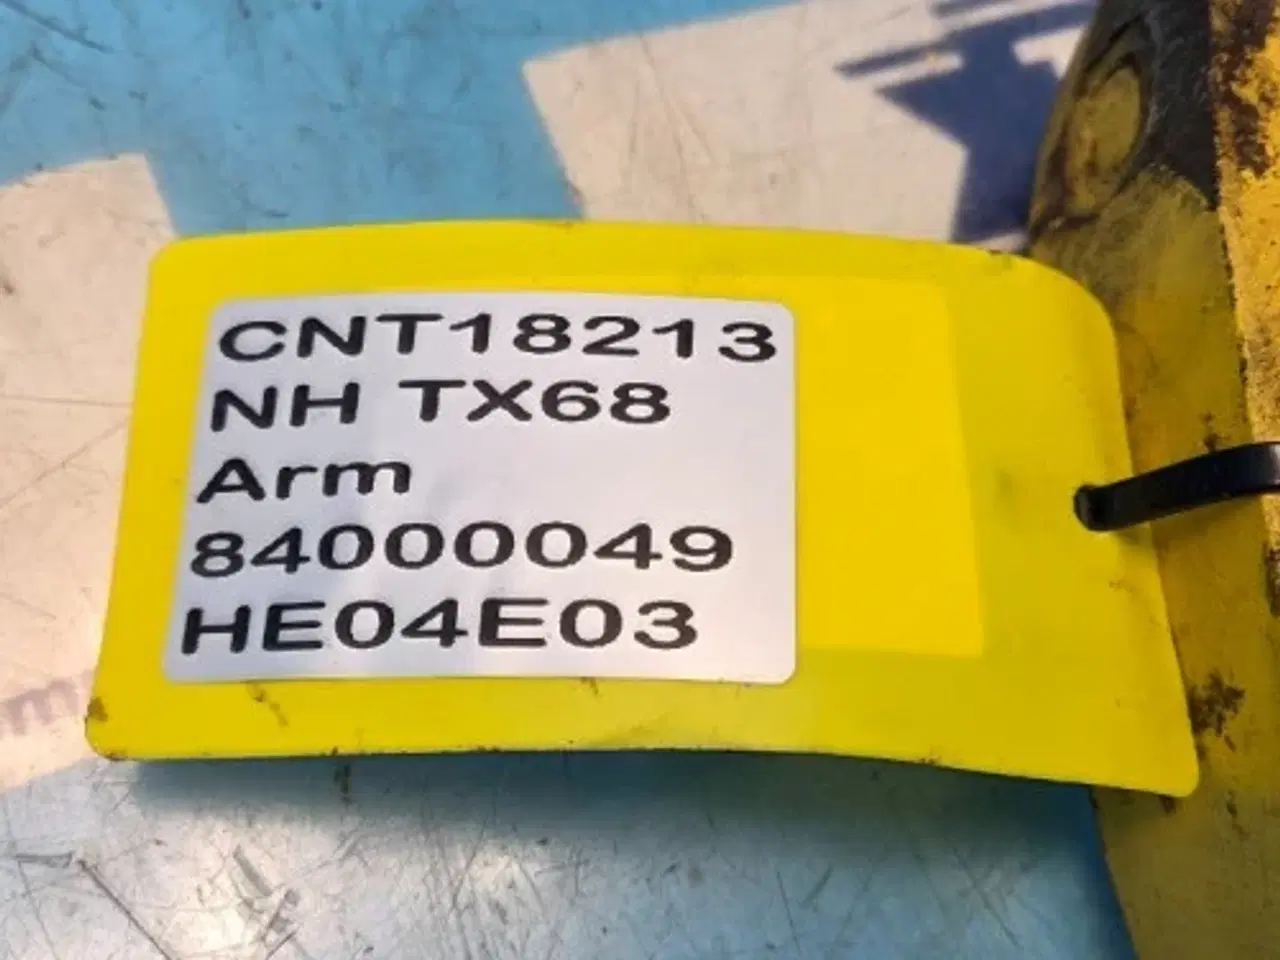 CNT18213
NH TX68
Arm
84000049
HE04E03